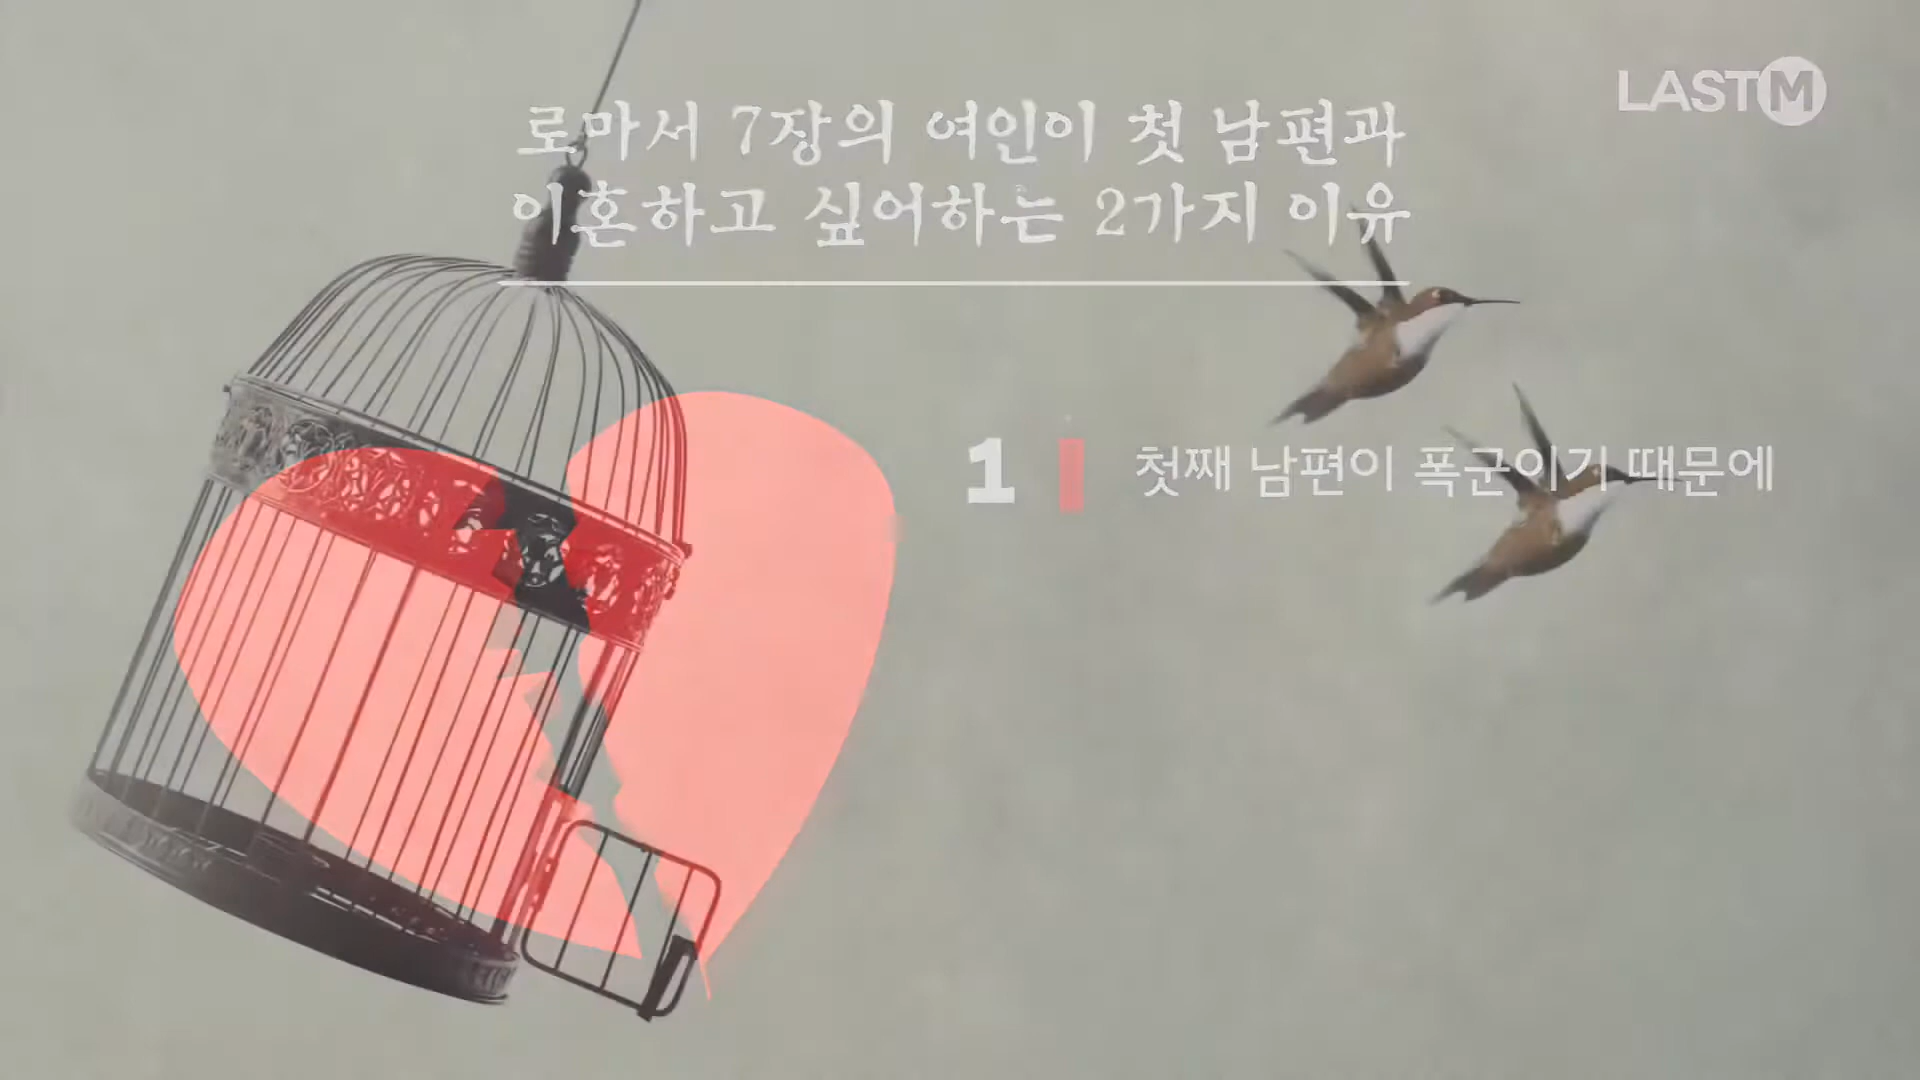 LASTM
로마서 7장의 여인이 첫 남편과
이혼하고 싶어하는 2가지 이유
1 첫째 남편이 폭군이기 때문에